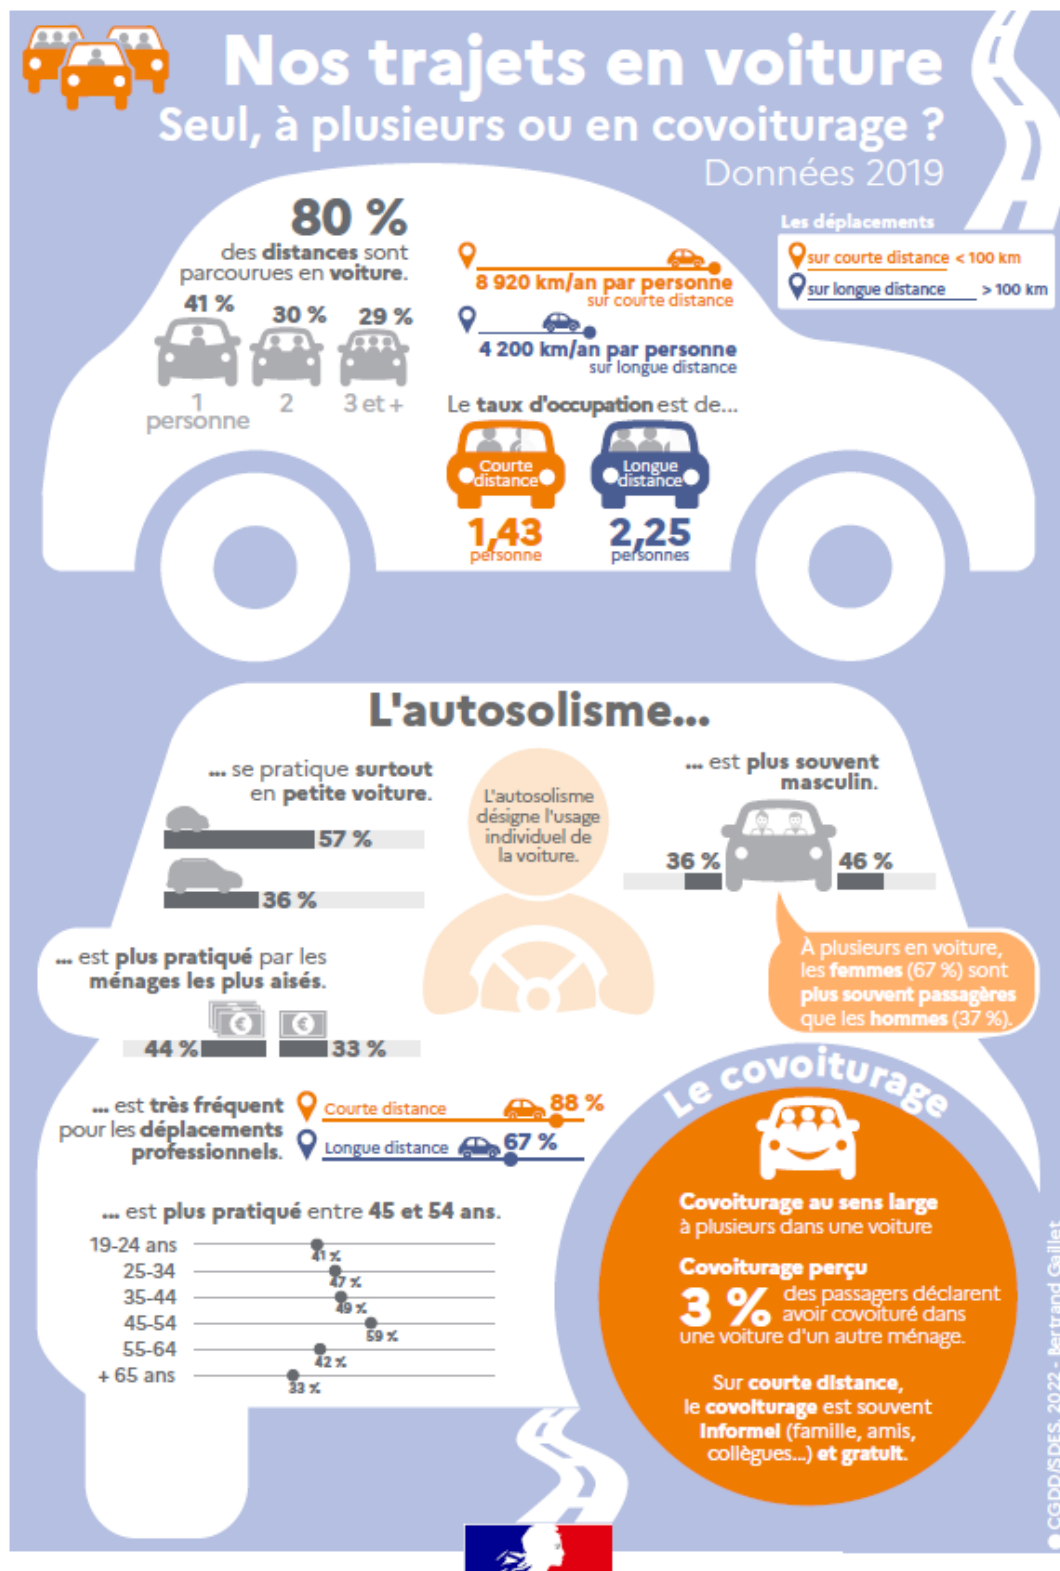 Nos trajets en voiture
Seul, à plusieurs ou en covoiturage ?
Données 2019
80 %
des distances sont
parcourues en voiture.
41 %
30 %
29 %
1
personne
2
3 et +
8 920 km/an par personne
sur courte distance
4 200 km/an par personne
sur longue distance
Les déplacements
sur courte distance < 100 km
sur longue distance > 100 km
Le taux d'occupation est de...
Courte
distance
Longue
distance
1,43
personne
2,25
personnes
L'autosolisme...
... se pratique surtout
en petite voiture.
57 %
36 %
L'autosolisme
désigne l'usage
individuel de
la voiture.
... est plus souvent
masculin.
36 %
46 %
À plusieurs en voiture,
les femmes (67 %) sont
plus souvent passagères
que les hommes (37 %).
... est plus pratiqué par les
ménages les plus aisés.
€
€
44 %
33 %
... est très fréquent
pour les déplacements
professionnels.
Courte distance
88 %
Longue distance
67 %
... est plus pratiqué entre 45 et 54 ans.
19-24 ans
41 %
25-34
47 %
35-44
49 %
45-54
59 %
55-64
42 %
+ 65 ans
33 %
Le covoiturage
Covoiturage au sens large
à plusieurs dans une voiture
Covoiturage perçu
3 % des passagers déclarent
avoir covoituré dans
une voiture d'un autre ménage.
Sur courte distance,
le covoiturage est souvent
informel (famille, amis,
collègues...) et gratuit.
CGDD/SDES, 2022 - Bertrand Gaillet